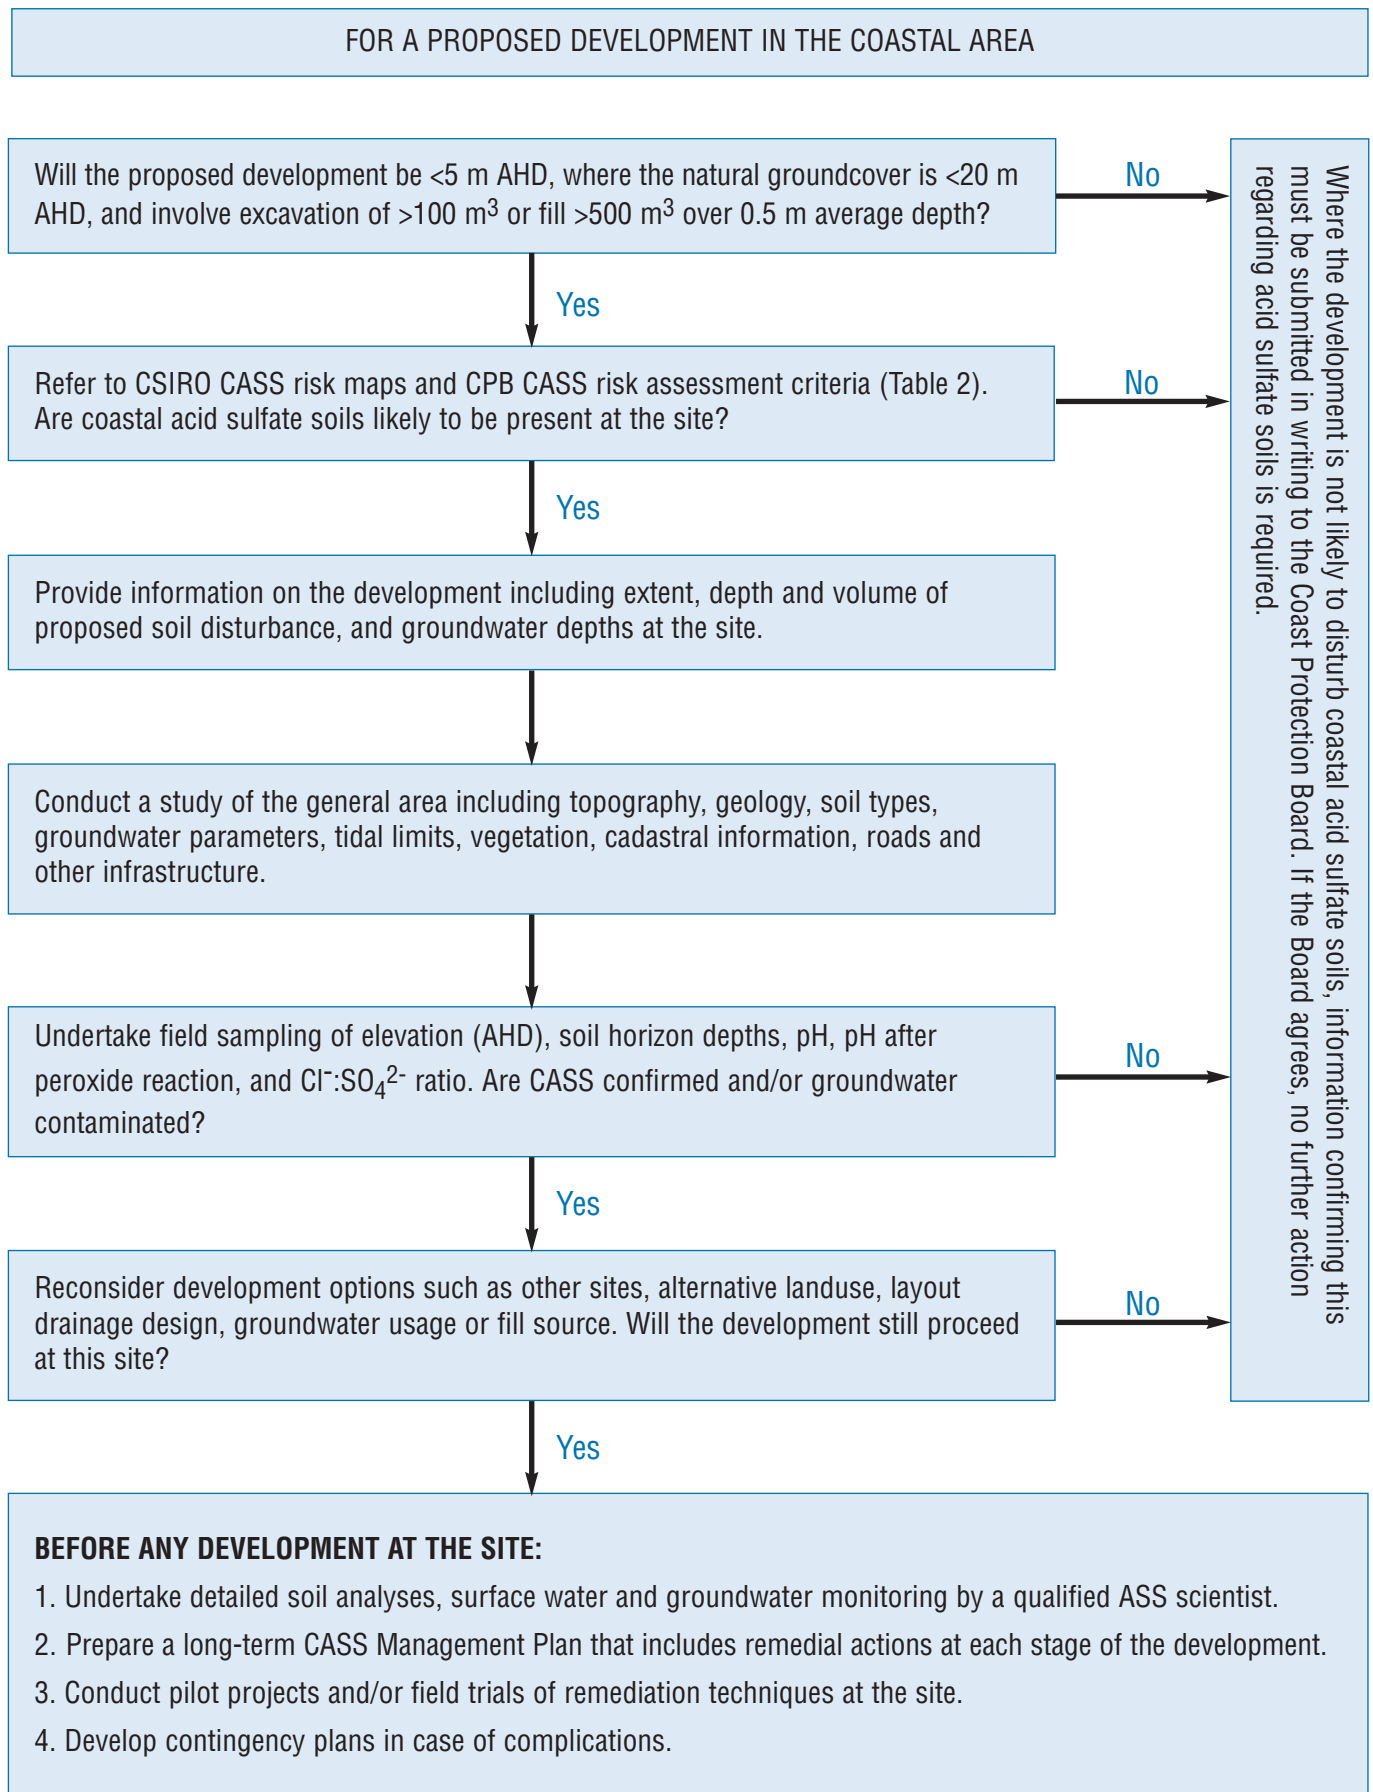 FOR A PROPOSED DEVELOPMENT IN THE COASTAL AREA
Will the proposed development be <5 m AHD, where the natural groundcover is <20 m
AHD, and involve excavation of >100 m³ or fill >500 m³ over 0.5 m average depth?
No
Yes
Refer to CSIRO CASS risk maps and CPB CASS risk assessment criteria (Table 2).
Are coastal acid sulfate soils likely to be present at the site?
No
Yes
Provide information on the development including extent, depth and volume of
proposed soil disturbance, and groundwater depths at the site.
Conduct a study of the general area including topography, geology, soil types,
groundwater parameters, tidal limits, vegetation, cadastral information, roads and
other infrastructure.
Undertake field sampling of elevation (AHD), soil horizon depths, pH, pH after
peroxide reaction, and Cl⁻:SO₄²⁻ ratio. Are CASS confirmed and/or groundwater
contaminated?
No
Yes
Reconsider development options such as other sites, alternative landuse, layout
drainage design, groundwater usage or fill source. Will the development still proceed
at this site?
No
Yes
Where the development is not likely to disturb coastal acid sulfate soils, information confirming this
must be submitted in writing to the Coast Protection Board. If the Board agrees, no further action
regarding acid sulfate soils is required.
BEFORE ANY DEVELOPMENT AT THE SITE:
1. Undertake detailed soil analyses, surface water and groundwater monitoring by a qualified ASS scientist.
2. Prepare a long-term CASS Management Plan that includes remedial actions at each stage of the development.
3. Conduct pilot projects and/or field trials of remediation techniques at the site.
4. Develop contingency plans in case of complications.